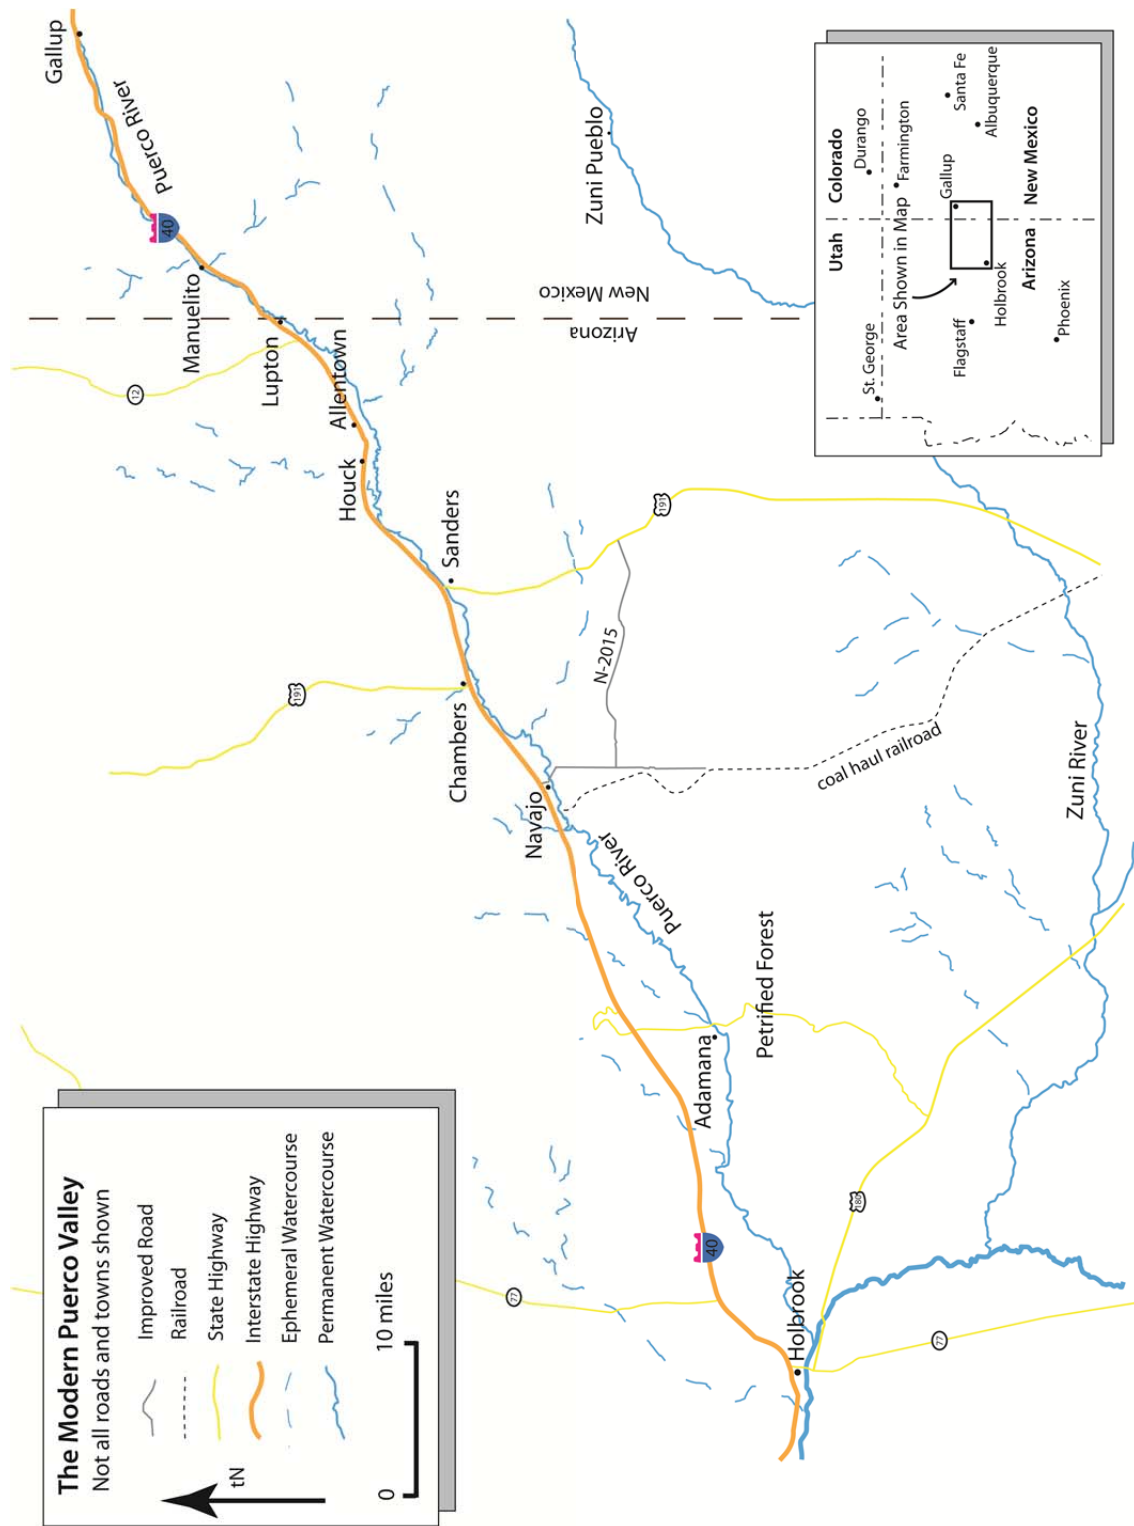 The Modern Puerco Valley
Not all roads and towns shown
Improved Road
Railroad
State Highway
Interstate Highway
Ephemeral Watercourse
Permanent Watercourse
tN
0
10 miles
Gallup
Puerco River
40
Manuelito
Lupton
Allentown
Houck
Sanders
Chambers
Navajo
Puerco River
Adamana
Petrified Forest
40
Holbrook
12
191
191
N-2015
coal haul railroad
Zuni River
Zuni Pueblo
New Mexico
Arizona
77
77
180
Utah
Colorado
St. George
Durango
Area Shown in Map
Farmington
Gallup
Santa Fe
Albuquerque
Flagstaff
Holbrook
Arizona
New Mexico
Phoenix